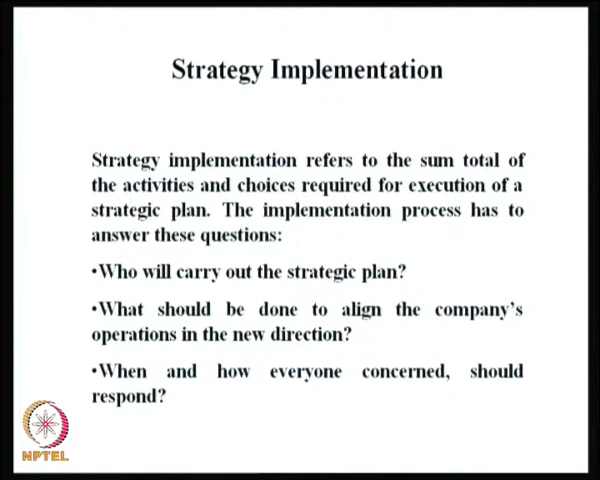 Strategy Implementation
Strategy implementation refers to the sum total of
the activities and choices required for execution of a
strategic plan. The implementation process has to
answer these questions:
•Who will carry out the strategic plan?
•What should be done to align the company's
operations in the new direction?
•When and how everyone concerned, should
respond?
NPTEL